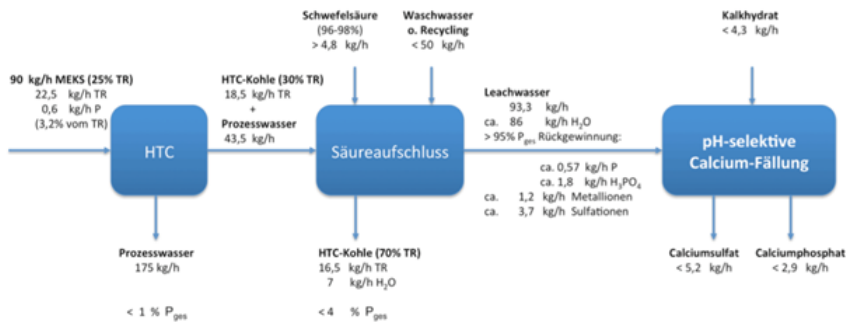 Schwefelsäure
(96-98%)
> 4,8 kg/h
Waschwasser
o. Recycling
< 50 kg/h
Kalkhydrat
< 4,3 kg/h
90 kg/h MEKS (25% TR)
22,5 kg/h TR
0,6 kg/h P
(3,2% vom TR)
HTC
HTC-Kohle (30% TR)
18,5 kg/h TR
+
Prozesswasser
43,5 kg/h
Säureaufschluss
Leachwasser
93,3 kg/h
ca. 86 kg/h H₂O
> 95% P_ges Rückgewinnung:
ca. 0,57 kg/h P
ca. 1,8 kg/h H₃PO₄
ca. 1,2 kg/h Metallionen
ca. 3,7 kg/h Sulfationen
pH-selektive
Calcium-Fällung
Prozesswasser
175 kg/h
< 1 % P_ges
HTC-Kohle (70% TR)
16,5 kg/h TR
7 kg/h H₂O
< 4 % P_ges
Calciumsulfat
< 5,2 kg/h
Calciumphosphat
< 2,9 kg/h